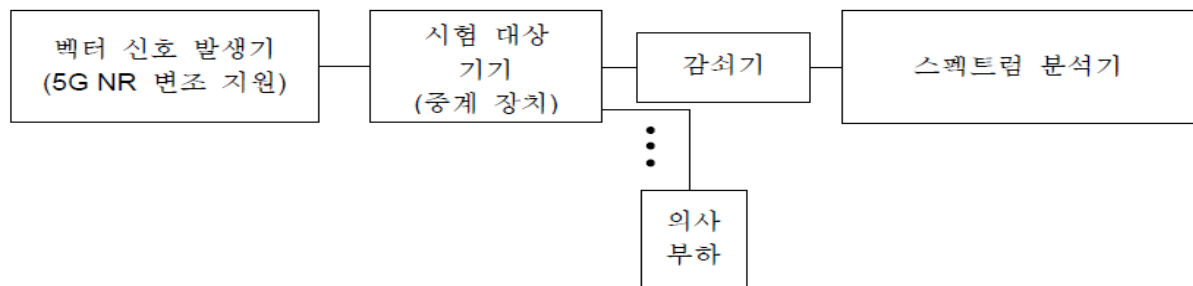 벡터 신호 발생기
(5G NR 변조 지원)
시험 대상
기기
(중계 장치)
감쇠기
스펙트럼 분석기
의사
부하